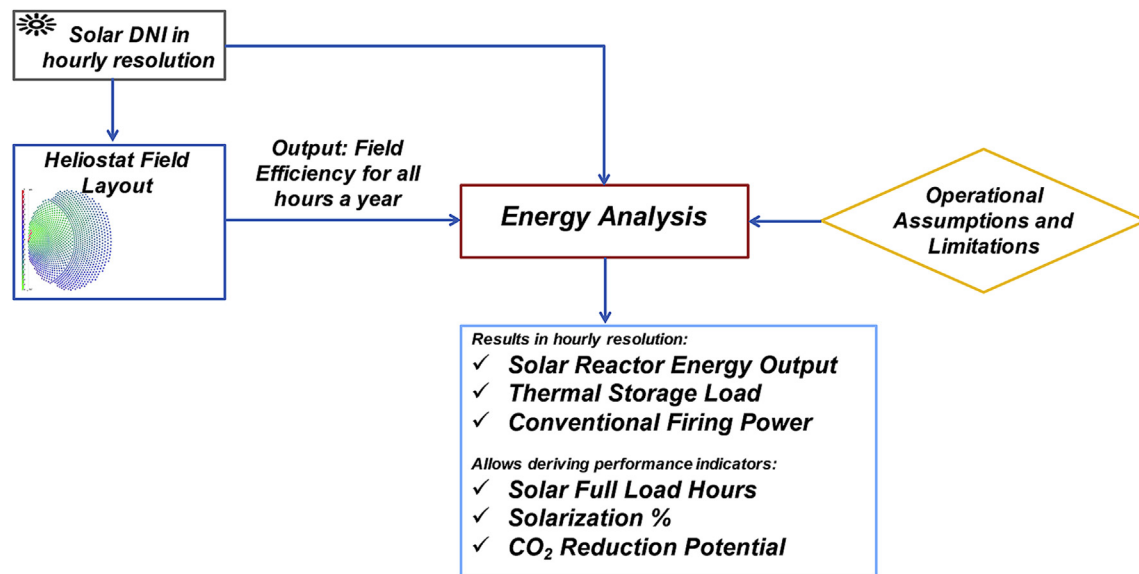 Solar DNI in
hourly resolution
Heliostat Field
Layout
Output: Field
Efficiency for all
hours a year
Energy Analysis
Operational
Assumptions and
Limitations
Results in hourly resolution:
✓ Solar Reactor Energy Output
✓ Thermal Storage Load
✓ Conventional Firing Power
Allows deriving performance indicators:
✓ Solar Full Load Hours
✓ Solarization %
✓ CO₂ Reduction Potential